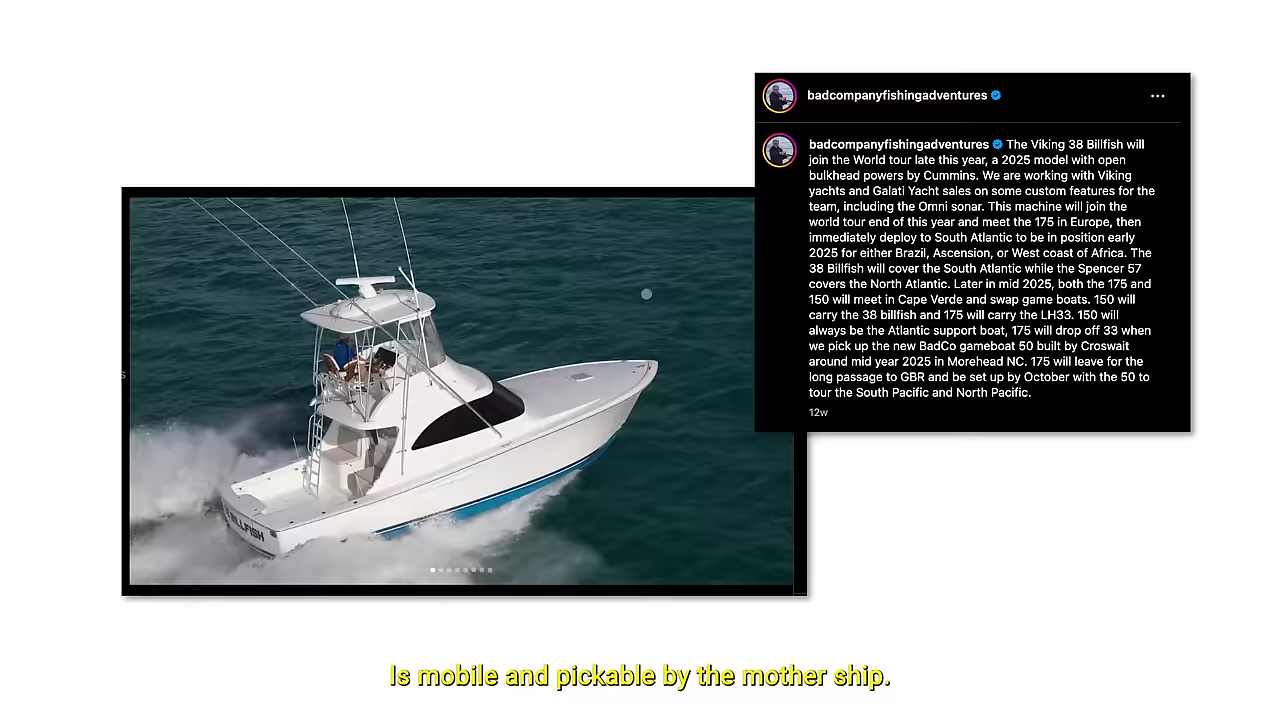 badcompanyfishingadventures
badcompanyfishingadventures The Viking 38 Billfish will
join the World tour late this year, a 2025 model with open
bulkhead powers by Cummins. We are working with Viking
yachts and Galati Yacht sales on some custom features for the
team, including the Omni sonar. This machine will join the
world tour end of this year and meet the 175 in Europe, then
immediately deploy to South Atlantic to be in position early
2025 for either Brazil, Ascension, or West coast of Africa. The
38 Billfish will cover the South Atlantic while the Spencer 57
covers the North Atlantic. Later in mid 2025, both the 175 and
150 will meet in Cape Verde and swap game boats. 150 will
carry the 38 billfish and 175 will carry the LH33. 150 will
always be the Atlantic support boat, 175 will drop off 33 when
we pick up the new BadCo gameboat 50 built by Croswait
around mid year 2025 in Morehead NC. 175 will leave for the
long passage to GBR and be set up by October with the 50 to
tour the South Pacific and North Pacific.
12w
s
BILLFISH
Is mobile and pickable by the mother ship.